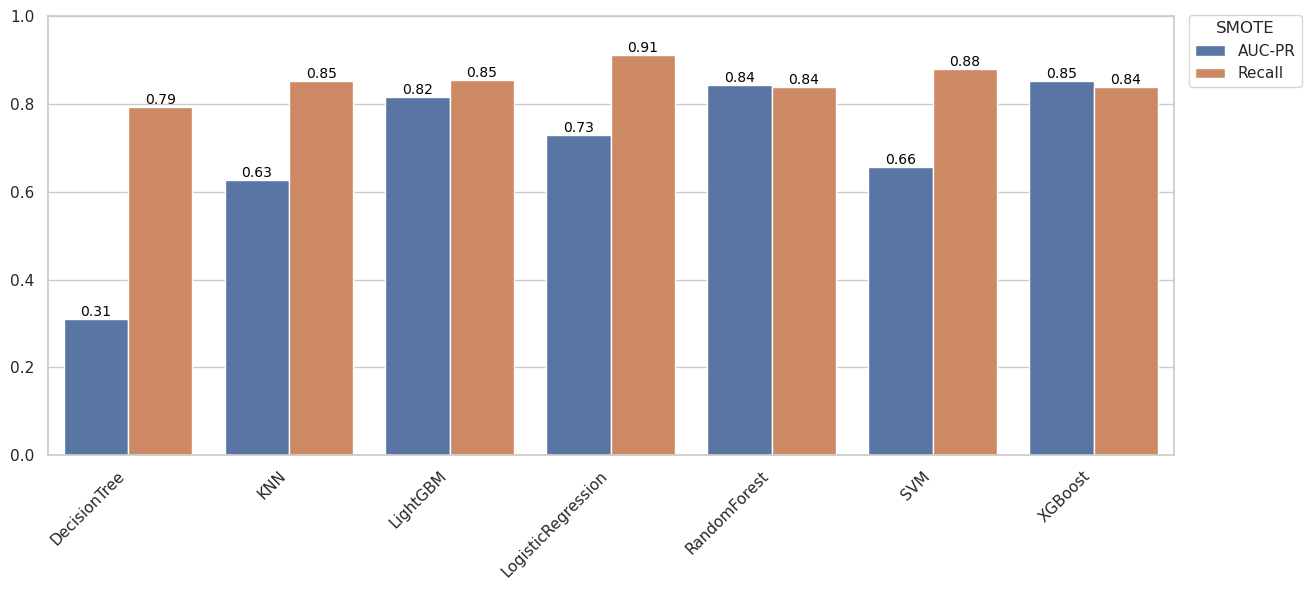 SMOTE
AUC-PR
Recall
1.0
0.8
0.6
0.4
0.2
0.0
0.31
0.79
0.63
0.85
0.82
0.85
0.73
0.91
0.84
0.84
0.66
0.88
0.85
0.84
DecisionTree
KNN
LightGBM
LogisticRegression
RandomForest
SVM
XGBoost